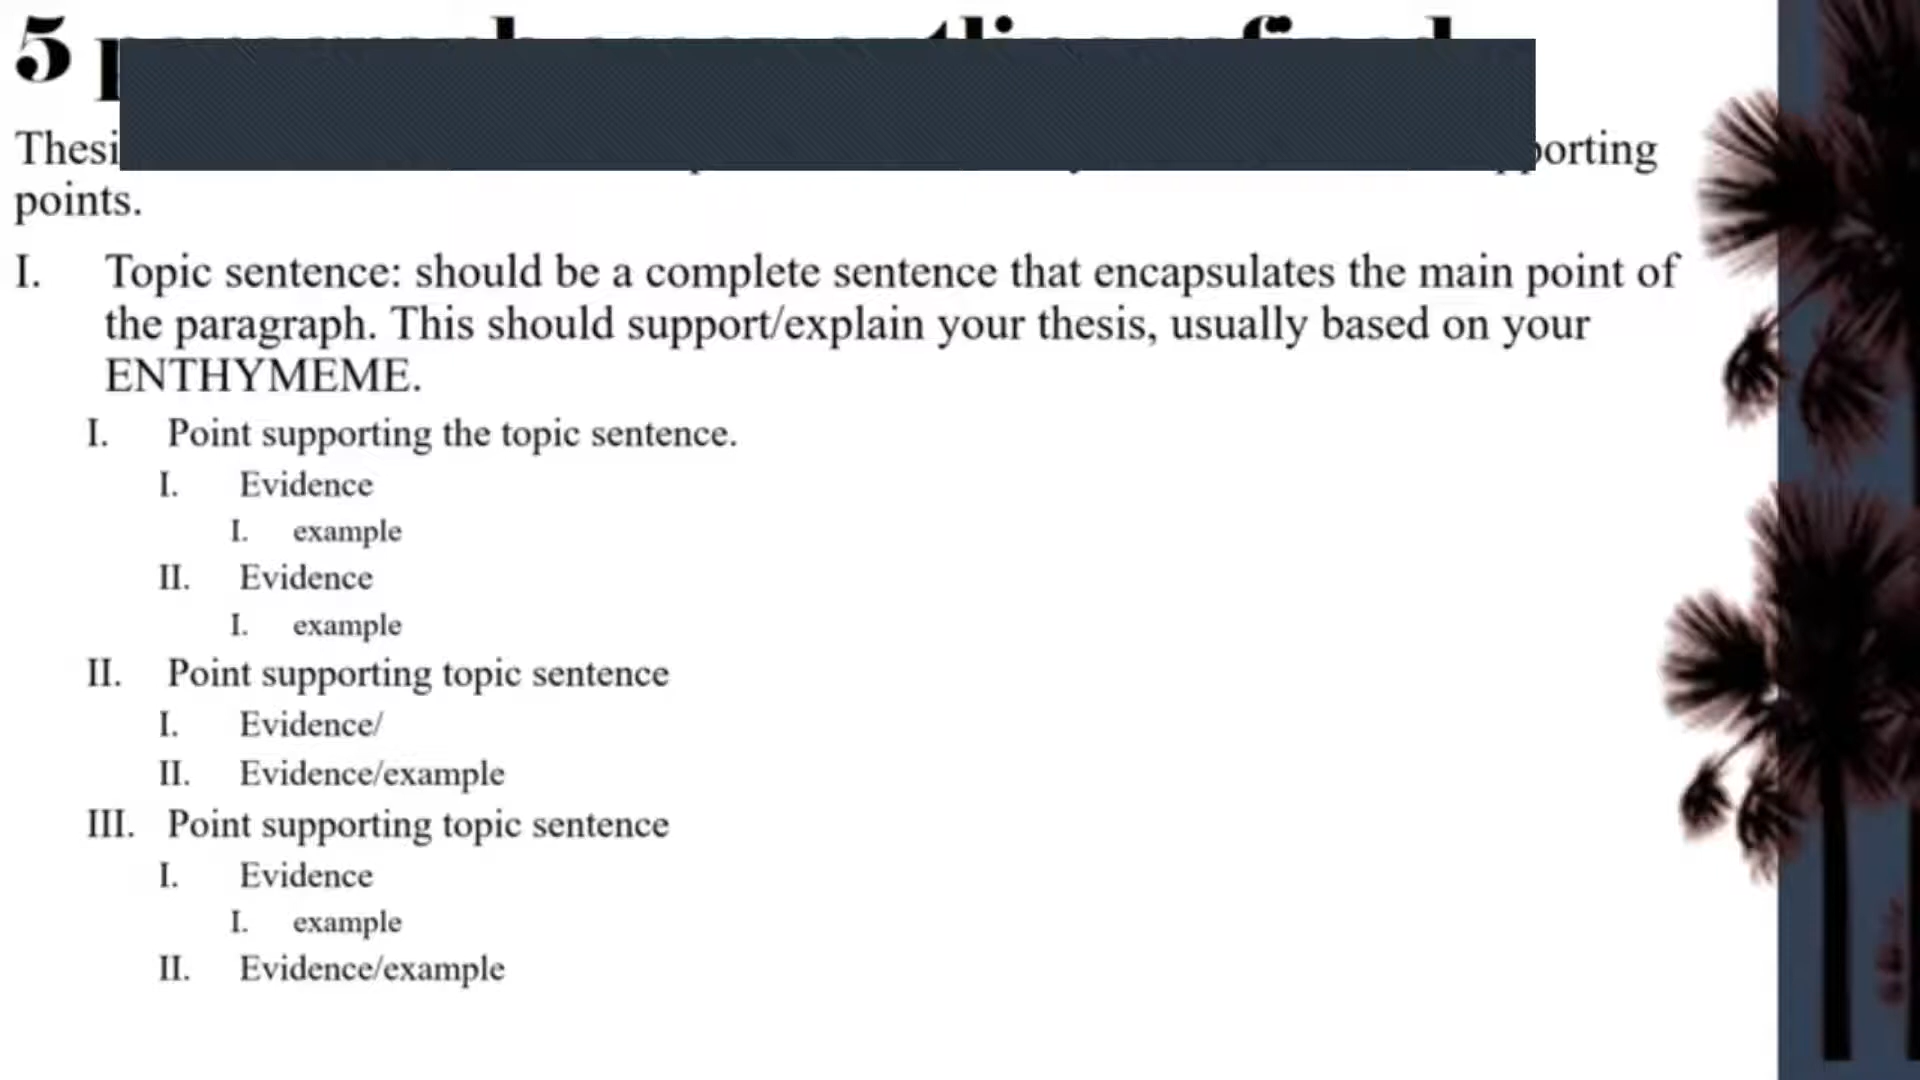 5
points.
I. Topic sentence: should be a complete sentence that encapsulates the main point of
the paragraph. This should support/explain your thesis, usually based on your
ENTHYMEME.
I. Point supporting the topic sentence.
I. Evidence
I. example
II. Evidence
I. example
II. Point supporting topic sentence
I. Evidence/
II. Evidence/example
III. Point supporting topic sentence
I. Evidence
I. example
II. Evidence/example